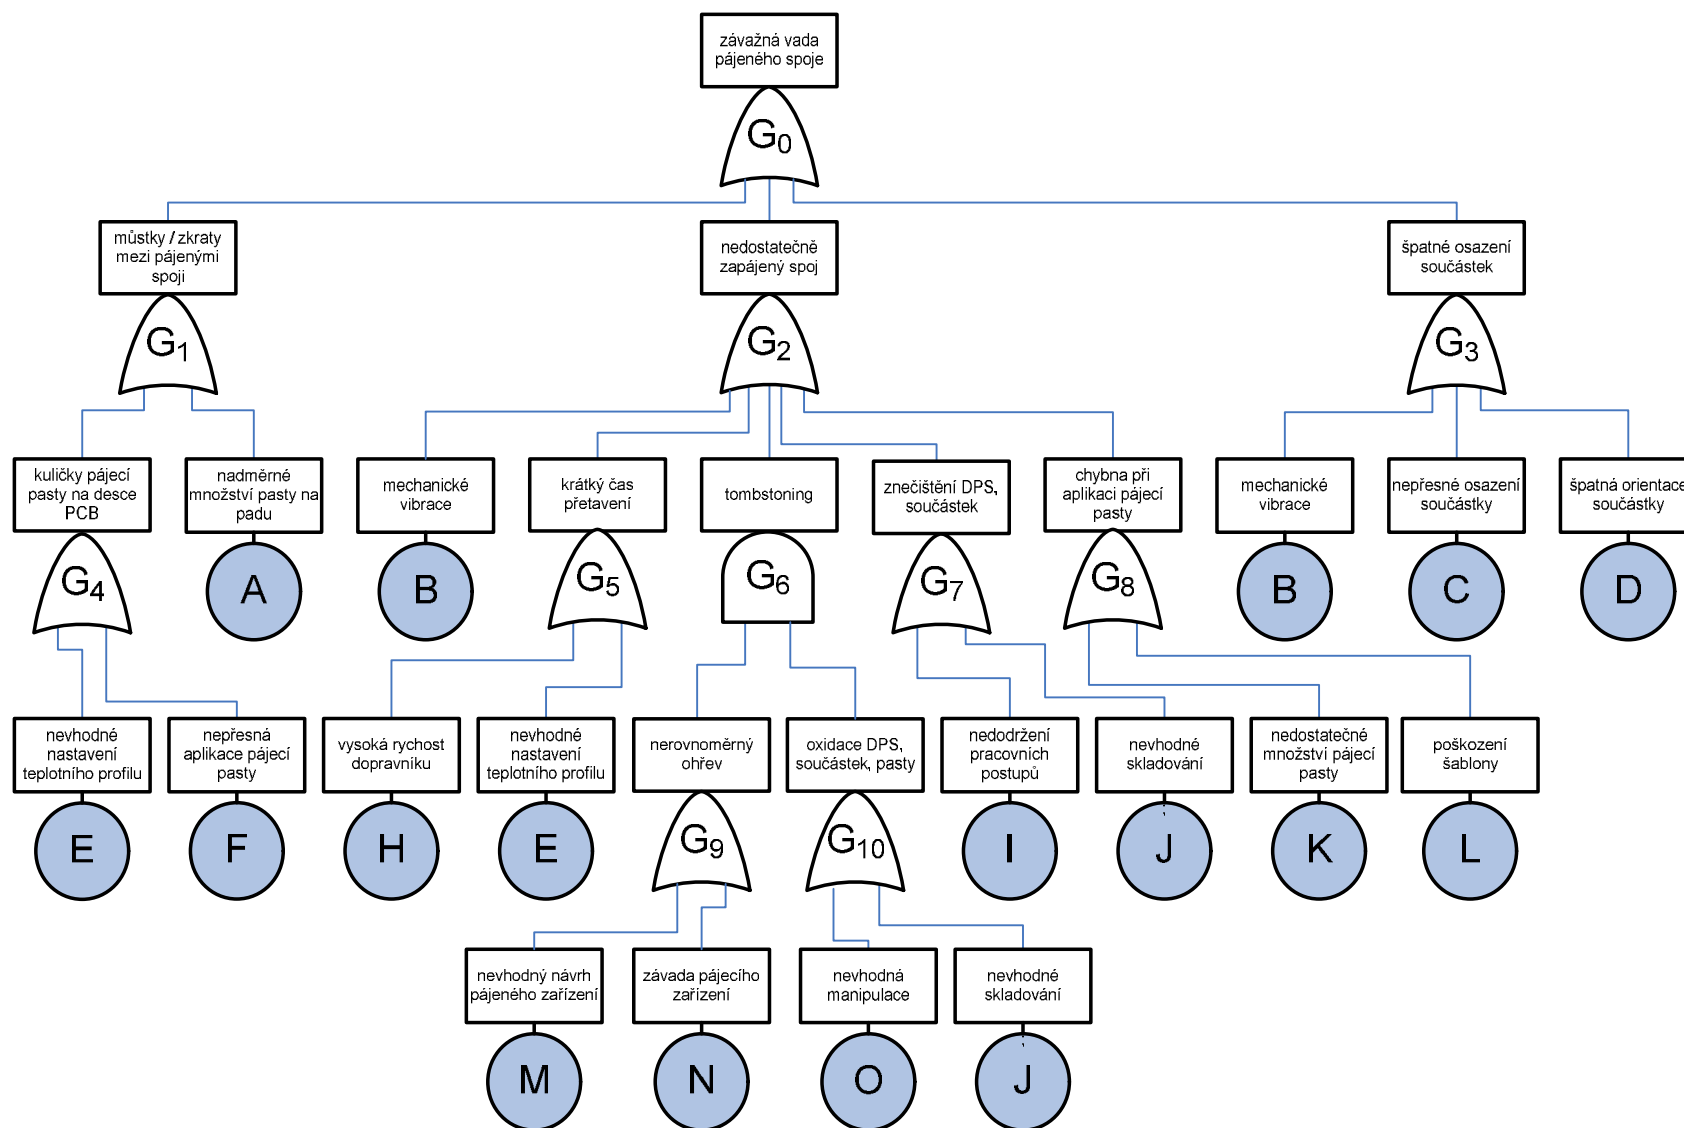 závažná vada
pájeného spoje
G0
můstky / zkraty
mezi pájenými
spoji
nedostatečně
zapájený spoj
špatné osazení
součástek
G1
G2
G3
kuličky pájecí
pasty na desce
PCB
nadměrné
množství pasty na
padu
mechanické
vibrace
krátký čas
přetavení
tombstoning
znečištění DPS,
součástek
chybna při
aplikaci pájecí
pasty
mechanické
vibrace
nepřesné osazení
součástky
špatná orientace
součástky
G4
A
B
G5
G6
G7
G8
B
C
D
nevhodné
nastavení
teplotního profilu
nepřesná
aplikace pájecí
pasty
vysoká rychost
dopravníku
nevhodné
nastavení
teplotního profilu
nerovnoměrný
ohřev
oxidace DPS,
součástek, pasty
nedodržení
pracovních
postupů
nevhodné
skladování
nedostatečné
množství pájecí
pasty
poškození
šablony
E
F
H
E
G9
G10
I
J
K
L
nevhodný návrh
pájeného zařízení
závada pájecího
zařízení
nevhodná
manipulace
nevhodné
skladování
M
N
O
J